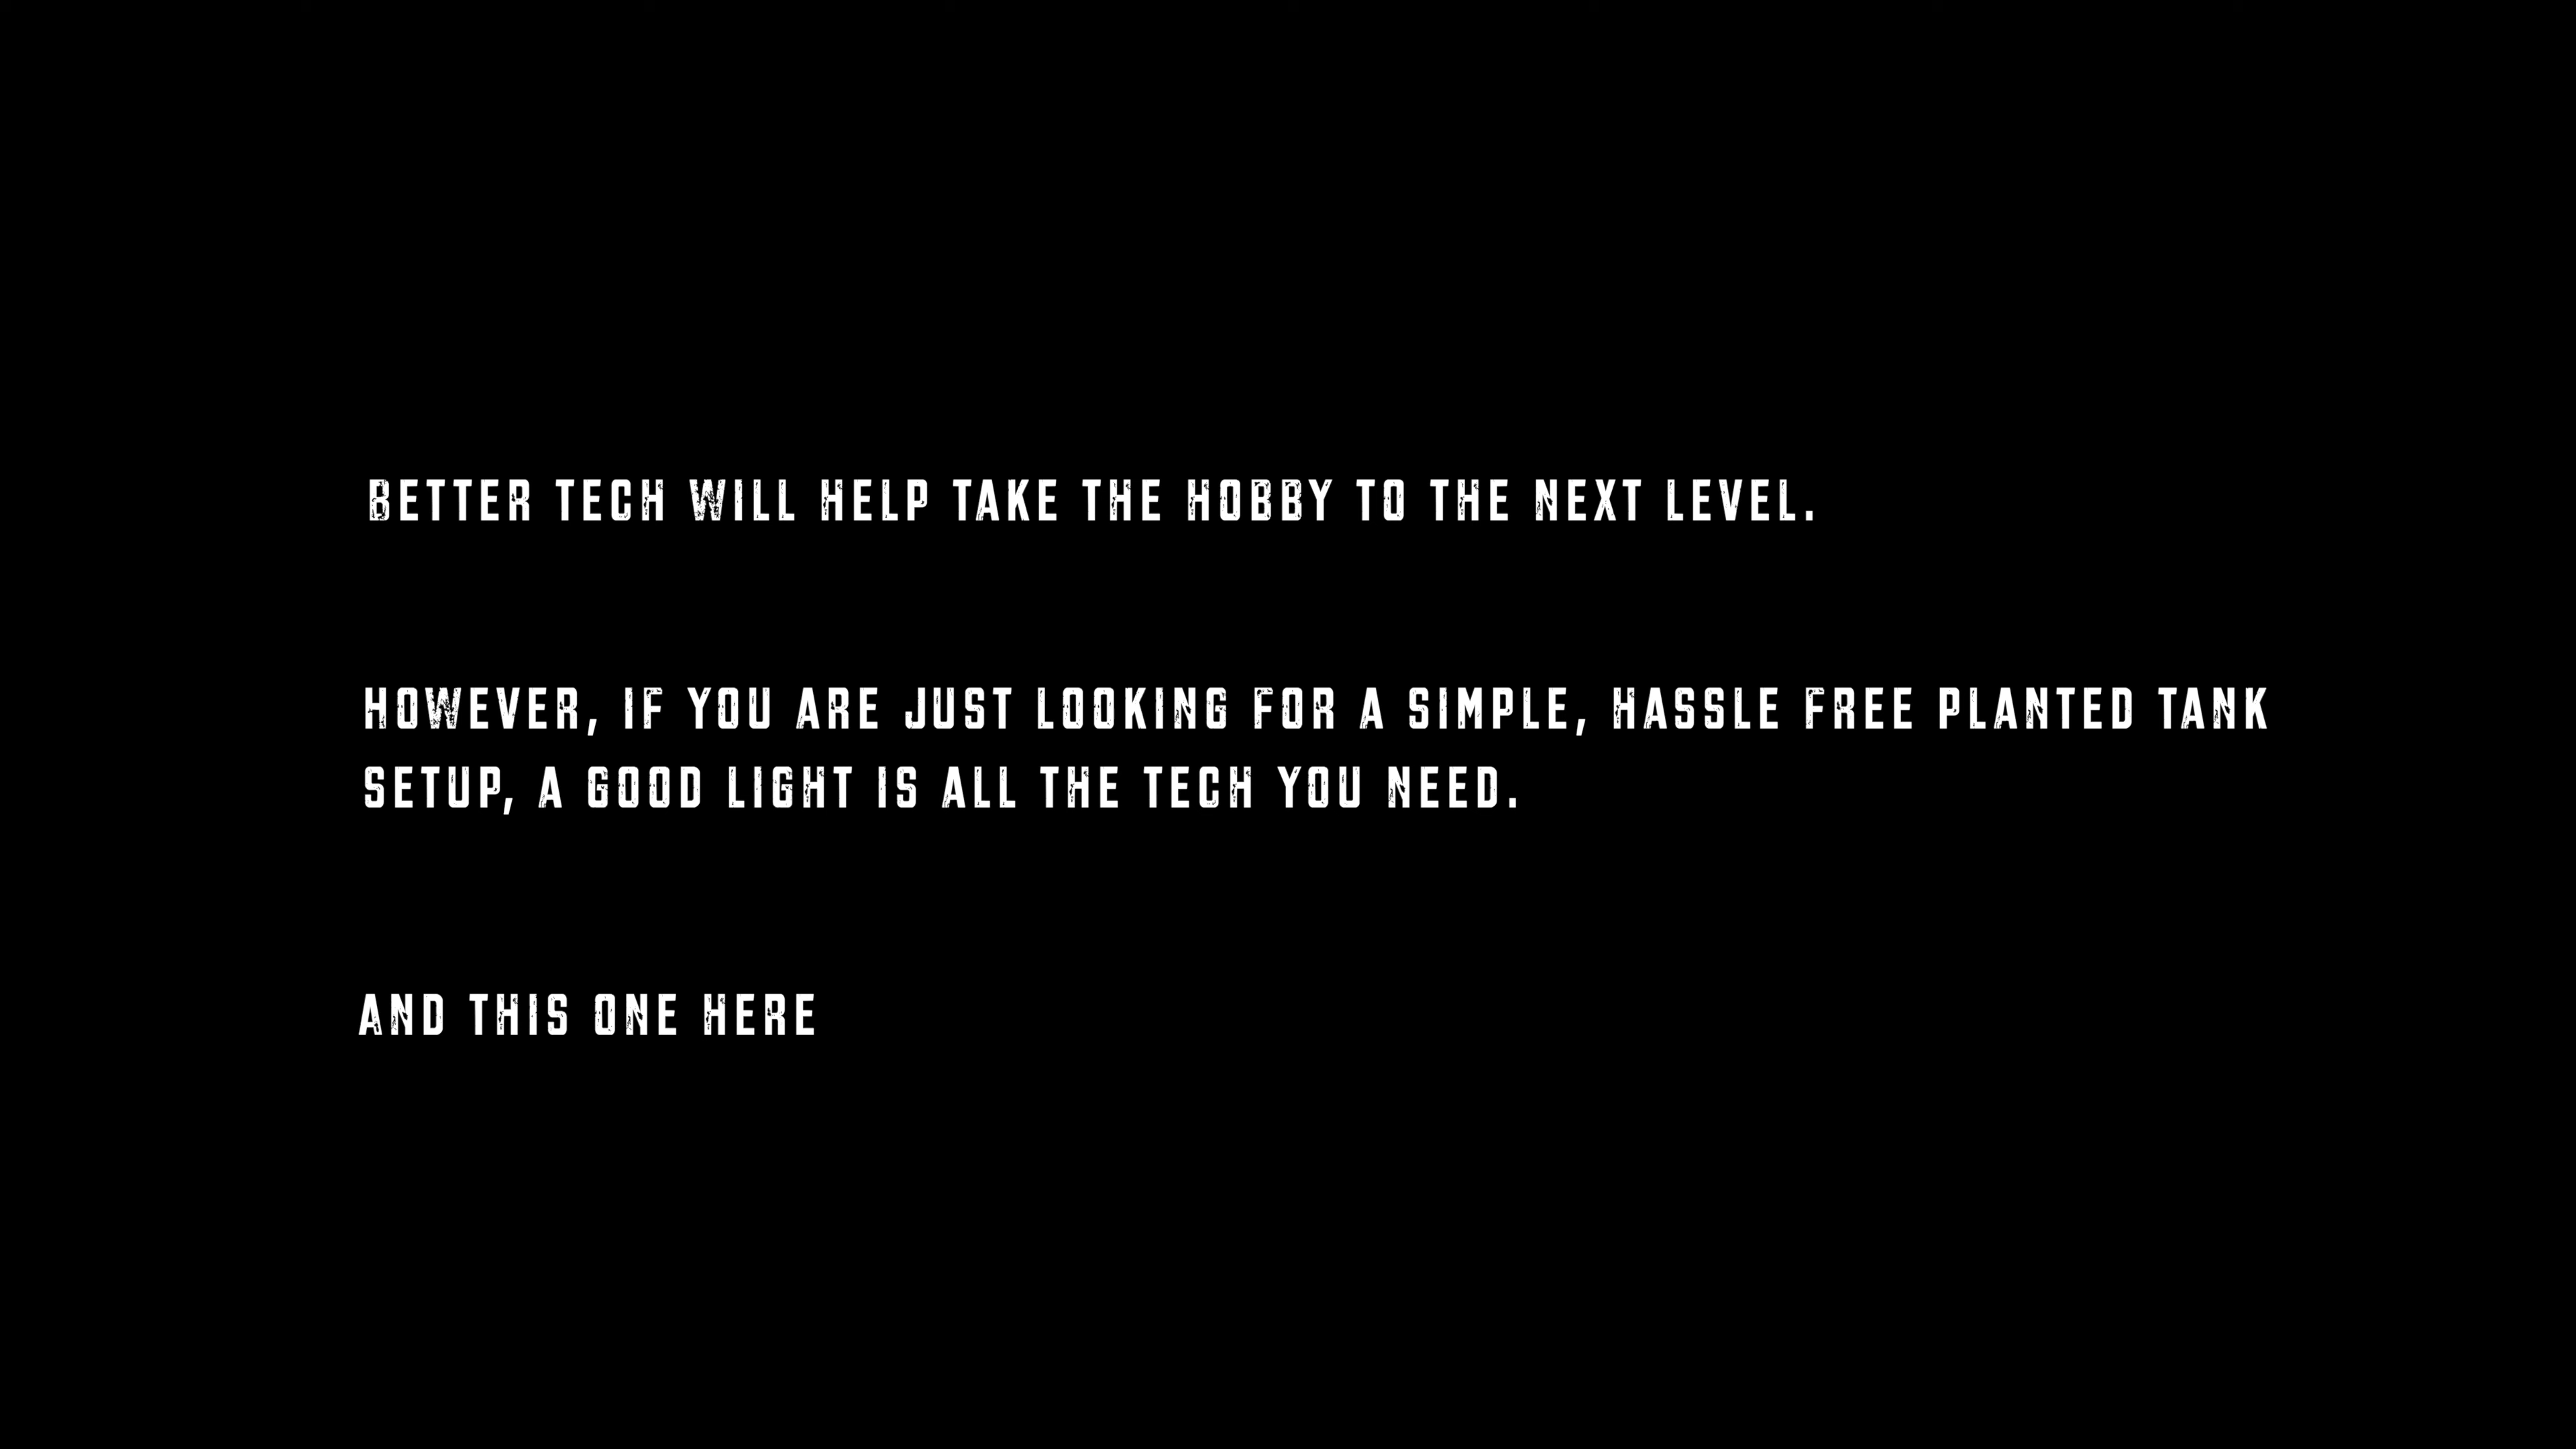 BETTER TECH WILL HELP TAKE THE HOBBY TO THE NEXT LEVEL.
HOWEVER, IF YOU ARE JUST LOOKING FOR A SIMPLE, HASSLE FREE PLANTED TANK
SETUP, A GOOD LIGHT IS ALL THE TECH YOU NEED.
AND THIS ONE HERE